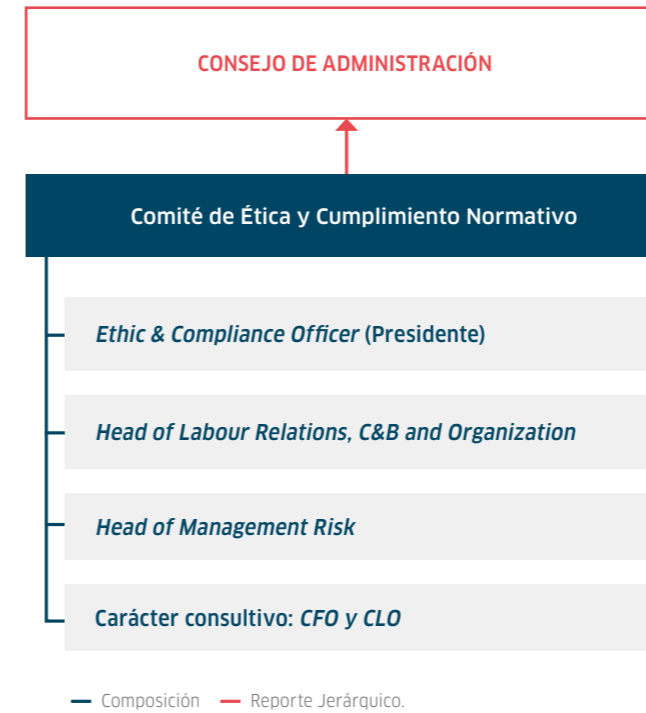 CONSEJO DE ADMINISTRACIÓN
Comité de Ética y Cumplimiento Normativo
Ethic & Compliance Officer (Presidente)
Head of Labour Relations, C&B and Organization
Head of Management Risk
Carácter consultivo: CFO y CLO
Composición Reporte Jerárquico.